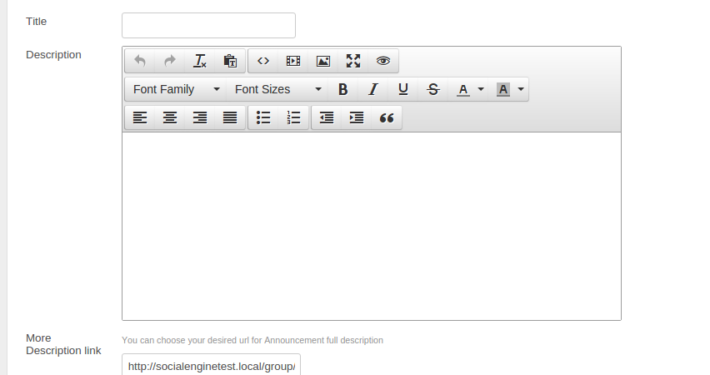 Title
Description
Font Family Font Sizes B I U S A A
More
Description link
You can choose your desired url for Announcement full description
http://socialenginetest.local/group/